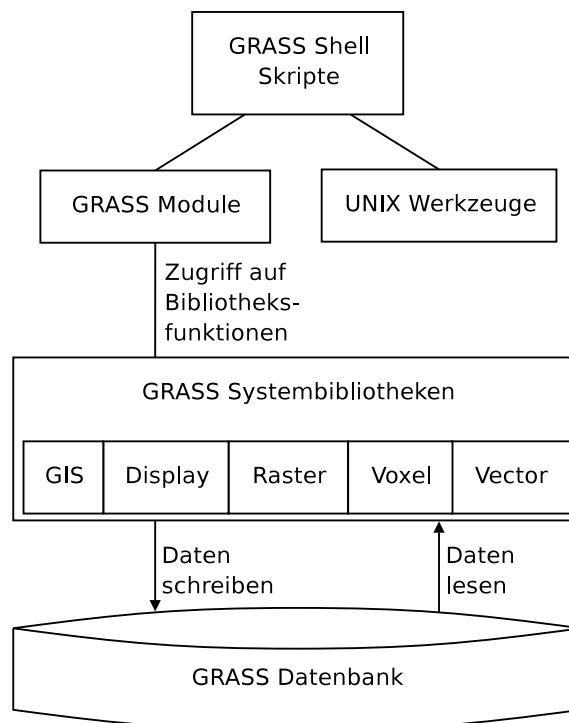 GRASS Shell
Skripte
GRASS Module
UNIX Werkzeuge
Zugriff auf
Bibliotheks-
funktionen
GRASS Systembibliotheken
GIS
Display
Raster
Voxel
Vector
Daten
schreiben
Daten
lesen
GRASS Datenbank